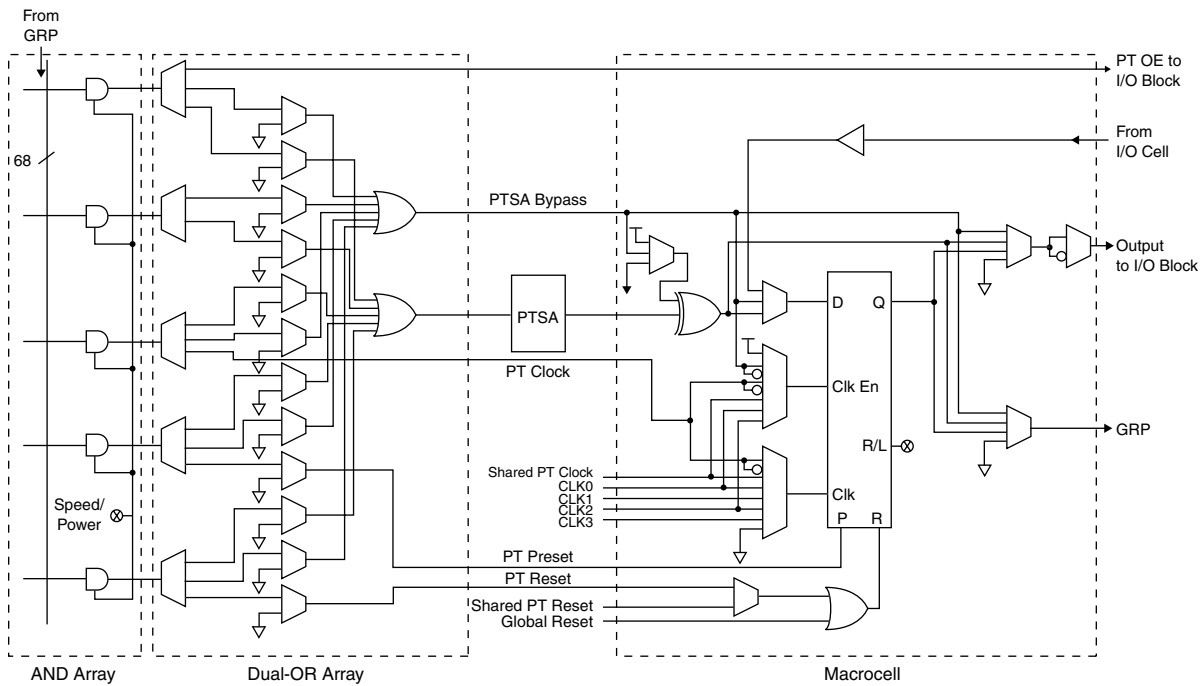 From
GRP
PT OE to
I/O Block
From
I/O Cell
68
PTSA Bypass
Output
to I/O Block
D Q
PTSA
PT Clock
Clk En
GRP
R/L
Shared PT Clock
CLK0
CLK1
CLK2
CLK3
Clk
Speed/
Power
P R
PT Preset
PT Reset
Shared PT Reset
Global Reset
AND Array
Dual-OR Array
Macrocell